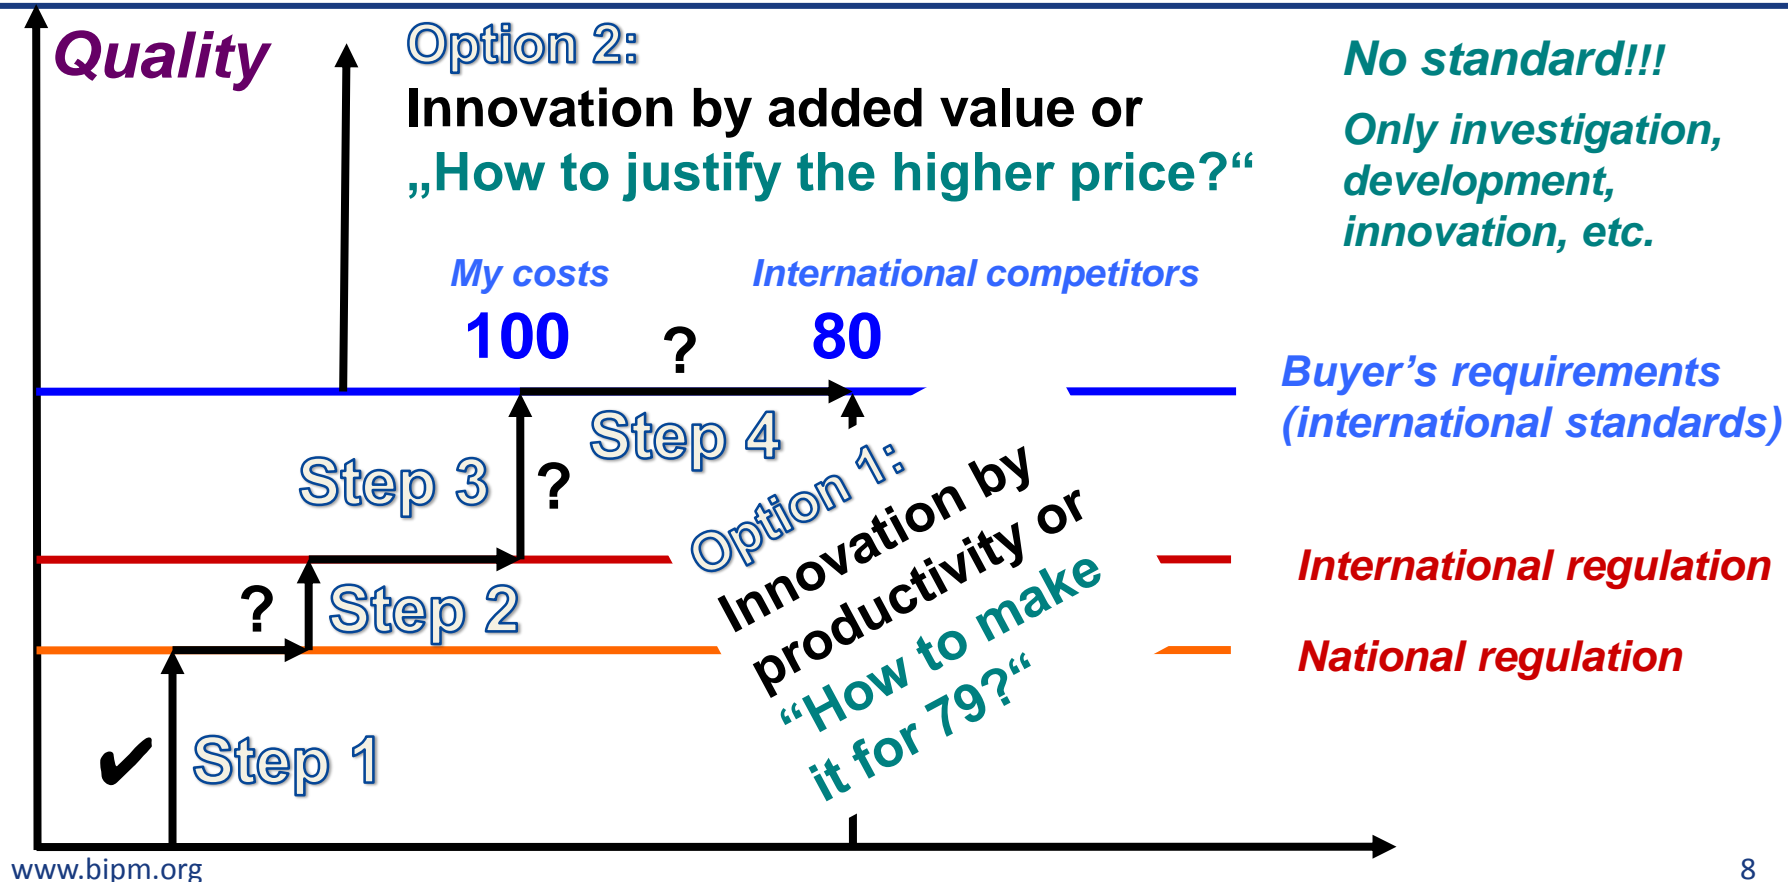 Quality
Option 2:
Innovation by added value or
„How to justify the higher price?“
No standard!!!
Only investigation,
development,
innovation, etc.
My costs
International competitors
100
?
80
Buyer’s requirements
(international standards)
Step 4
Step 3
?
Option 1:
Innovation by
productivity or
“How to make
it for 79?“
International regulation
?
Step 2
National regulation
✔
Step 1
www.bipm.org
8